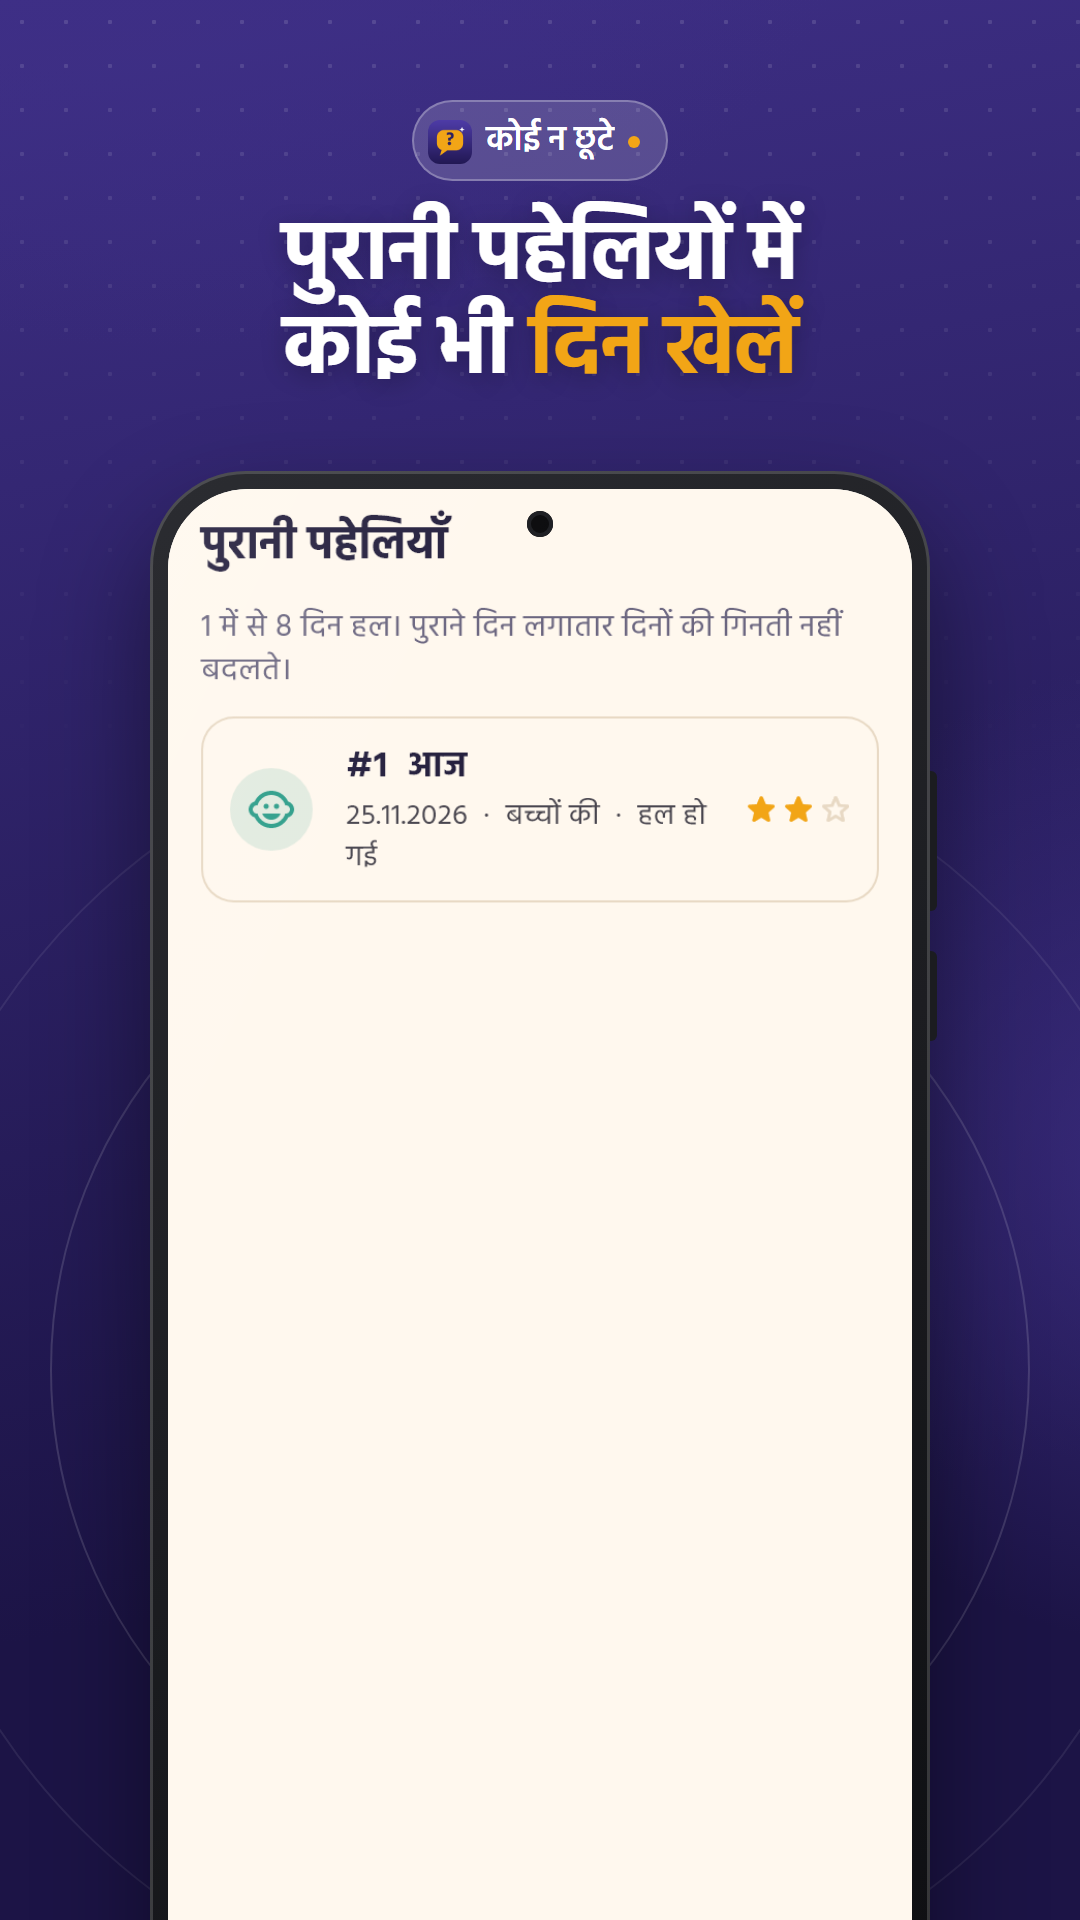 कोई न छूटे
पुरानी पहेलियों में
कोई भी दिन खेलें
पुरानी पहेलियाँ
1 में से 8 दिन हल। पुराने दिन लगातार दिनों की गिनती नहीं
बदलते।
#1 आज
25.11.2026 · बच्चों की · हल हो
गई